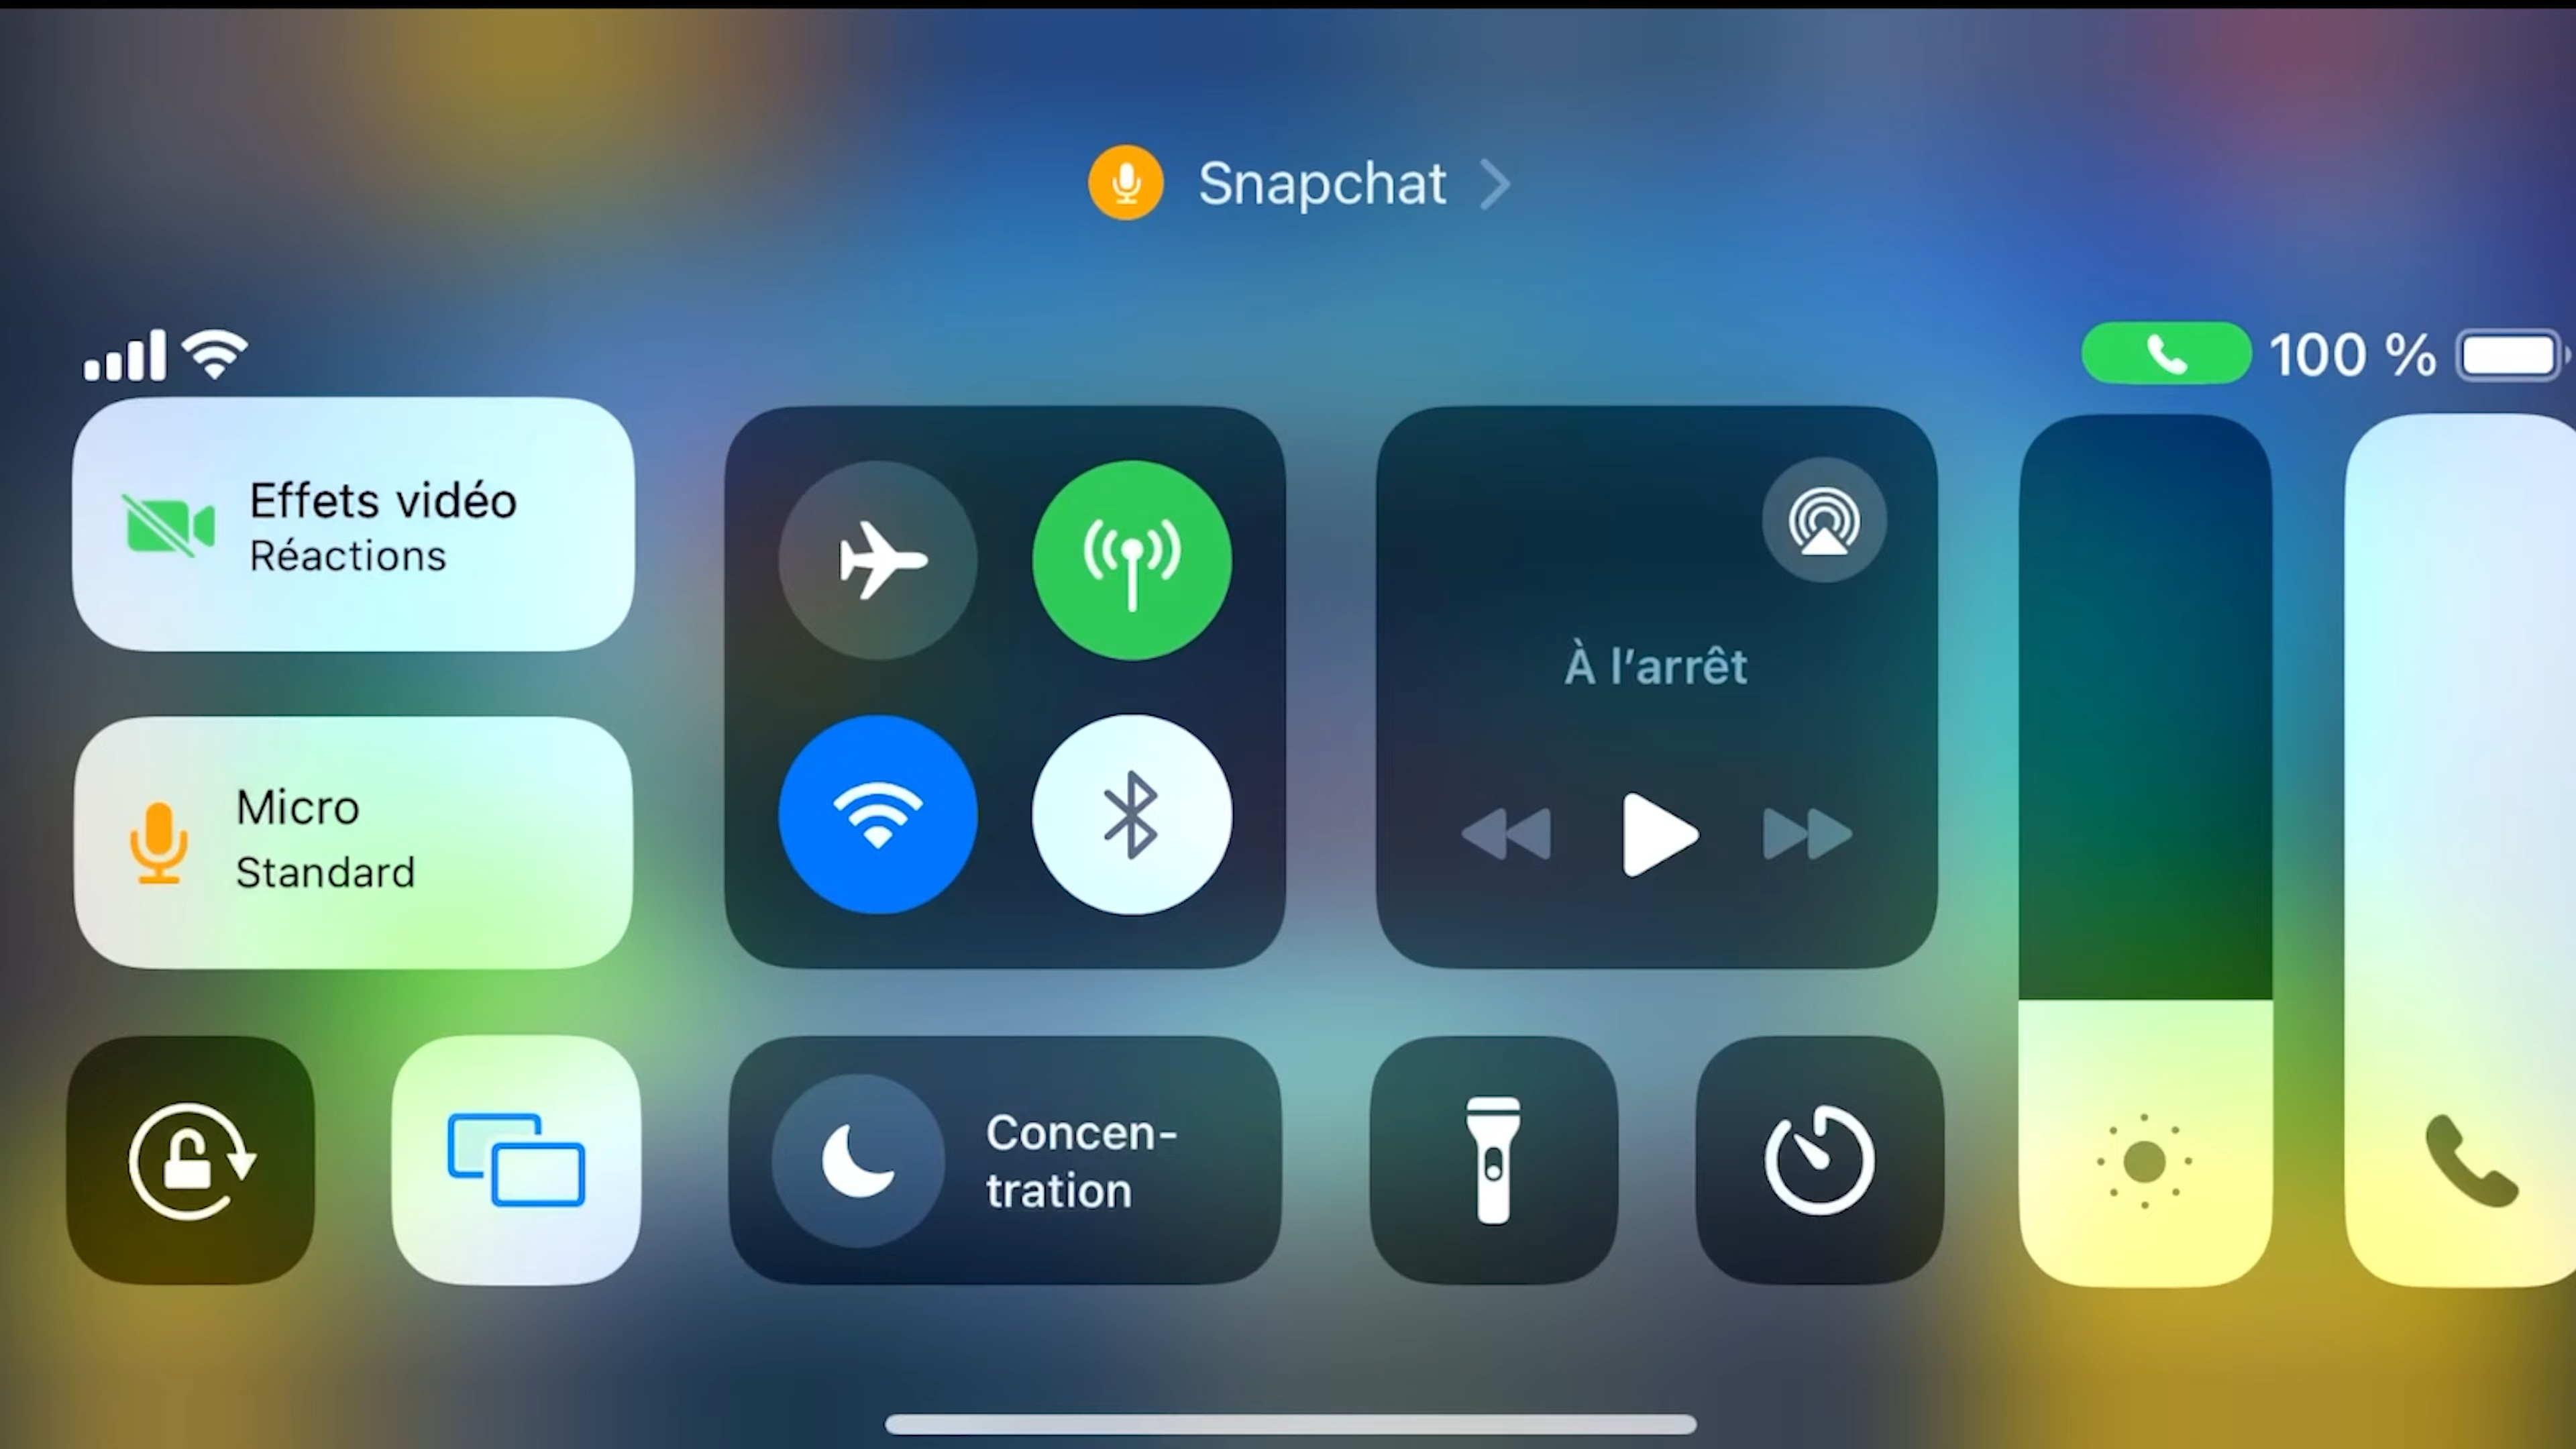 Snapchat
100 %
Effets vidéo
Réactions
À l’arrêt
Micro
Standard
Concen-
tration